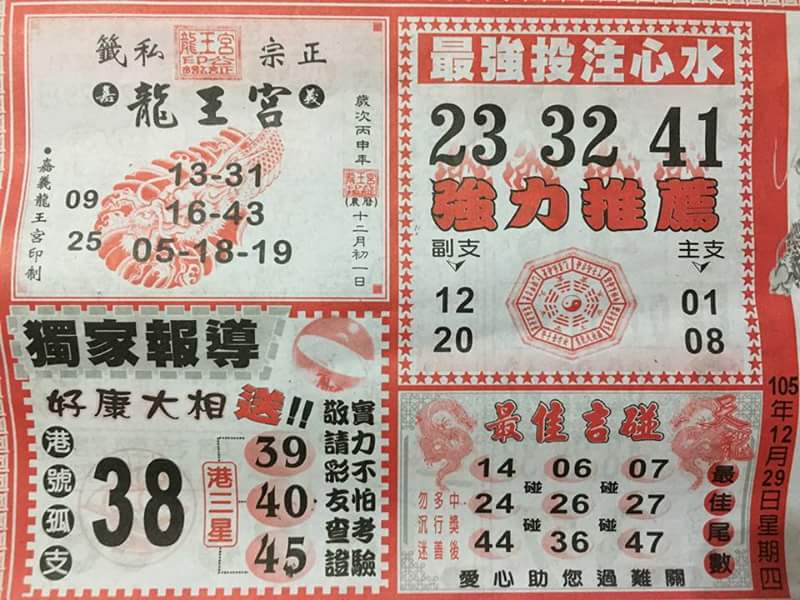 正宗
私籤
龍王宮
嘉
龍王宮
義
歲次丙申年
(農曆)
十二月初一日
13-31
09
16-43
25
05-18-19
•嘉義龍王宮印制
最強投注心水
23 32 41
強力推薦
副支
主支
12
01
20
08
獨家報導
好康大相送!!
港號孤支
38
港三星
39
40
45
實力不怕考驗
敬請彩友查證
最佳吉碰
14 06 07
碰 碰
24 26 27
碰 碰
44 36 47
中獎後
多行善
勿沉迷
最佳尾數
愛心助您過難關
105年12月29日星期四